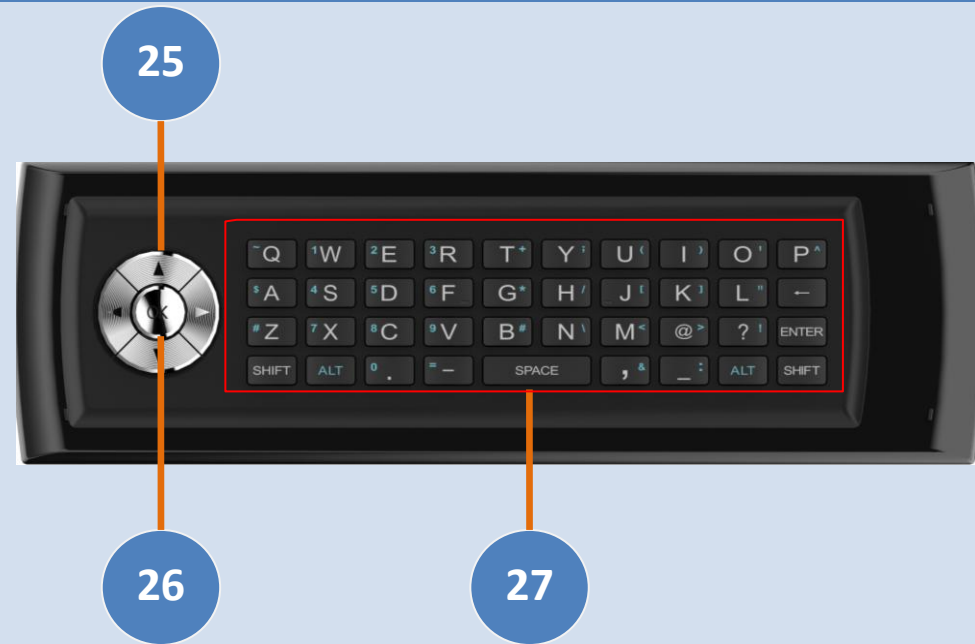 25
OK
~Q 1W 2E 3R T+ Y; U( I) O' P^
$A 4S 5D 6F G* H/ J[ K] L" ←
#Z 7X 8C 9V B# N\ M< @> ?! ENTER
SHIFT ALT 0. =– SPACE ,& _: ALT SHIFT
26
27